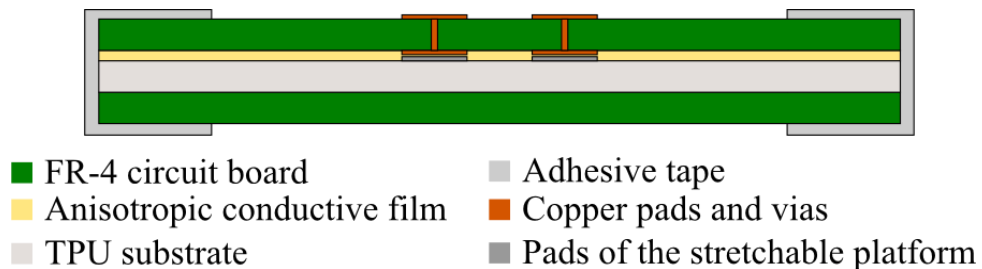 FR-4 circuit board
Adhesive tape
Anisotropic conductive film
Copper pads and vias
TPU substrate
Pads of the stretchable platform